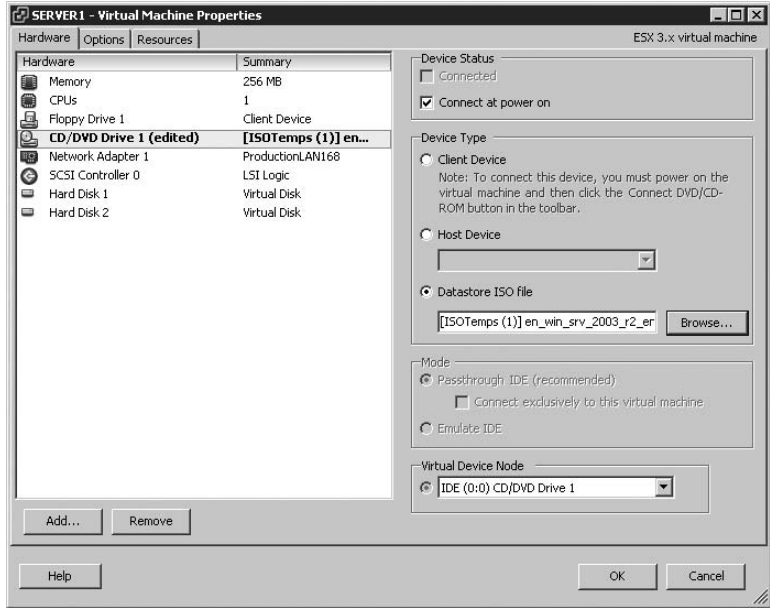 SERVER1 - Virtual Machine Properties
Hardware Options Resources ESX 3.x virtual machine
Hardware Summary
Memory 256 MB
CPUs 1
Floppy Drive 1 Client Device
CD/DVD Drive 1 (edited) [ISOTemps (1)] en...
Network Adapter 1 ProductionLAN168
SCSI Controller 0 LSI Logic
Hard Disk 1 Virtual Disk
Hard Disk 2 Virtual Disk
Add... Remove
Device Status
Connected
Connect at power on
Device Type
Client Device
Note: To connect this device, you must power on the
virtual machine and then click the Connect DVD/CD-
ROM button in the toolbar.
Host Device
Datastore ISO file
[ISOTemps (1)] en_win_srv_2003_r2_er Browse...
Mode
Passthrough IDE (recommended)
Connect exclusively to this virtual machine
Emulate IDE
Virtual Device Node
IDE (0:0) CD/DVD Drive 1
Help OK Cancel